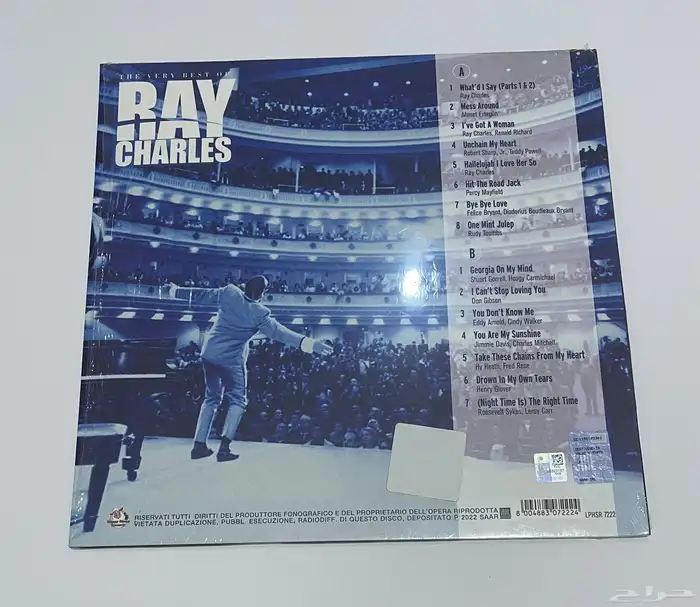 THE VERY BEST OF
RAY
CHARLES
A
1 What'd I Say (Parts 1 & 2)
Ray Charles
2 Mess Around
Ahmet Ertegun
3 I've Got A Woman
Ray Charles, Ronald Richard
4 Unchain My Heart
Robert Sharp, Jr., Teddy Powell
5 Hallelujah I Love Her So
Ray Charles
6 Hit The Road Jack
Percy Mayfield
7 Bye Bye Love
Felice Bryant, Diadorius Boudleaux Bryant
8 One Mint Julep
Rudy Toombs
B
1 Georgia On My Mind
Stuart Gorrell, Hoagy Carmichael
2 I Can't Stop Loving You
Don Gibson
3 You Don't Know Me
Eddy Arnold, Cindy Walker
4 You Are My Sunshine
Jimmie Davis, Charles Mitchell
5 Take These Chains From My Heart
Hy Heath, Fred Rose
6 Drown In My Own Tears
Henry Glover
7 (Night Time Is) The Right Time
Roosevelt Sykes, Leroy Carr
RISERVATI TUTTI I DIRITTI DEL PRODUTTORE FONOGRAFICO E DEL PROPRIETARIO DELL'OPERA RIPRODOTTA
VIETATA DUPLICAZIONE, PUBBL. ESECUZIONE, RADIODIFF. DI QUESTO DISCO, DEPOSITATO P. 2022 SAAR
8 004883 072224
LPHSR 7222
حراج